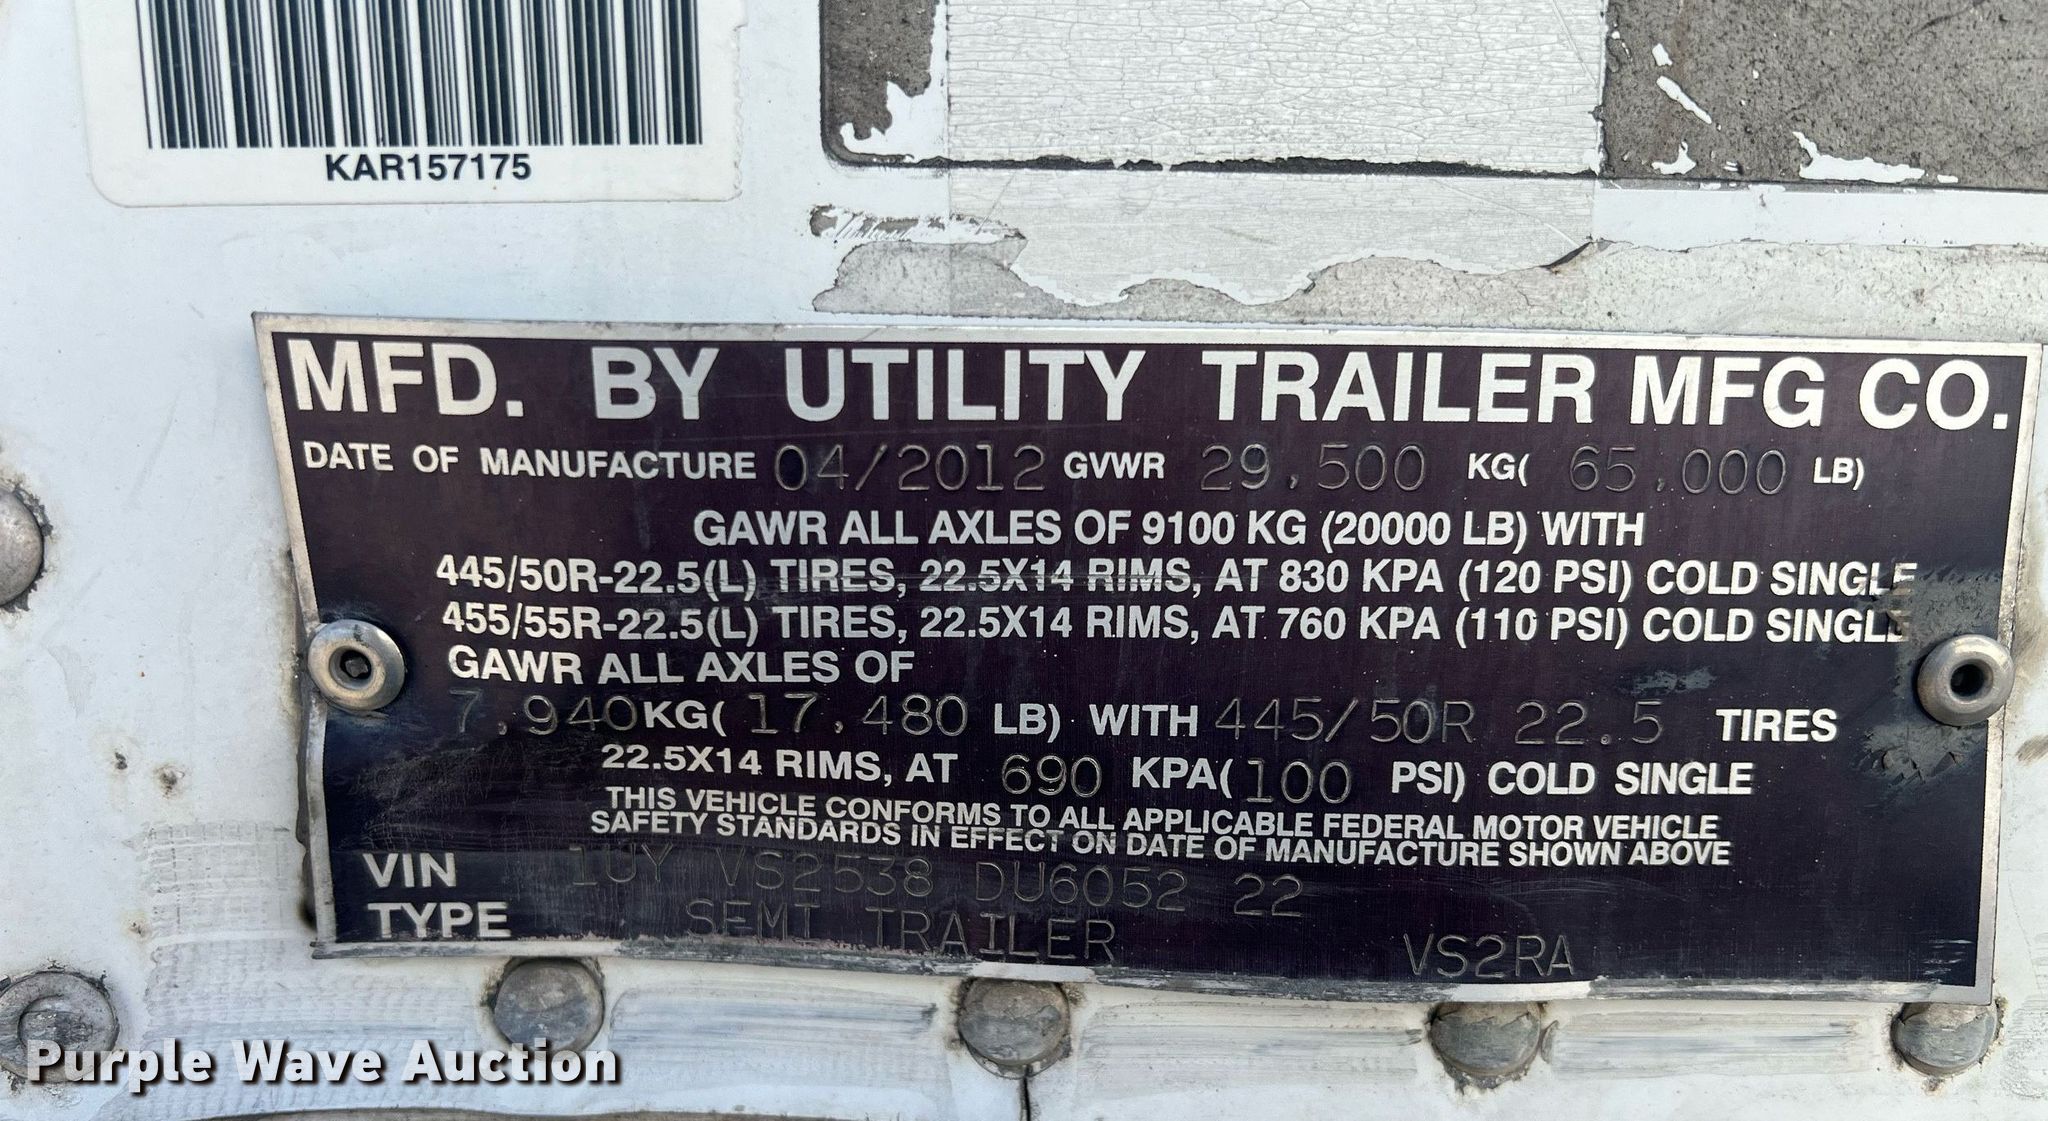 KAR157175
MFD. BY UTILITY TRAILER MFG CO.
DATE OF MANUFACTURE 04/2012 GVWR 29,500 KG( 65,000 LB)
GAWR ALL AXLES OF 9100 KG (20000 LB) WITH
445/50R-22.5(L) TIRES, 22.5X14 RIMS, AT 830 KPA (120 PSI) COLD SINGLE
455/55R-22.5(L) TIRES, 22.5X14 RIMS, AT 760 KPA (110 PSI) COLD SINGLE
GAWR ALL AXLES OF
7,940KG( 17,480 LB) WITH 445/50R 22.5 TIRES
22.5X14 RIMS, AT 690 KPA( 100 PSI) COLD SINGLE
THIS VEHICLE CONFORMS TO ALL APPLICABLE FEDERAL MOTOR VEHICLE
SAFETY STANDARDS IN EFFECT ON DATE OF MANUFACTURE SHOWN ABOVE
VIN 1UY VS2538 DU6052 22
TYPE SEMI TRAILER VS2RA
Purple Wave Auction